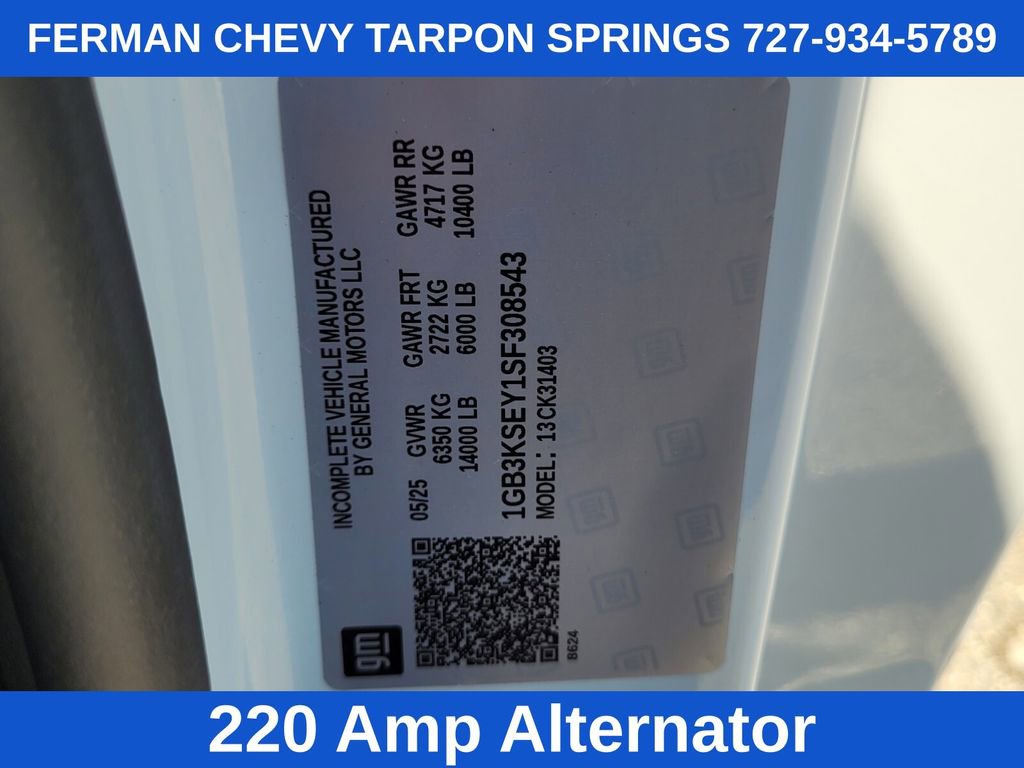 FERMAN CHEVY TARPON SPRINGS 727-934-5789
INCOMPLETE VEHICLE MANUFACTURED
BY GENERAL MOTORS LLC
05/25 GVWR GAWR FRT GAWR RR
6350 KG 2722 KG 4717 KG
14000 LB 6000 LB 10400 LB
1GB3KSEY1SF308543
MODEL: 13CK31403
gm
8624
220 Amp Alternator